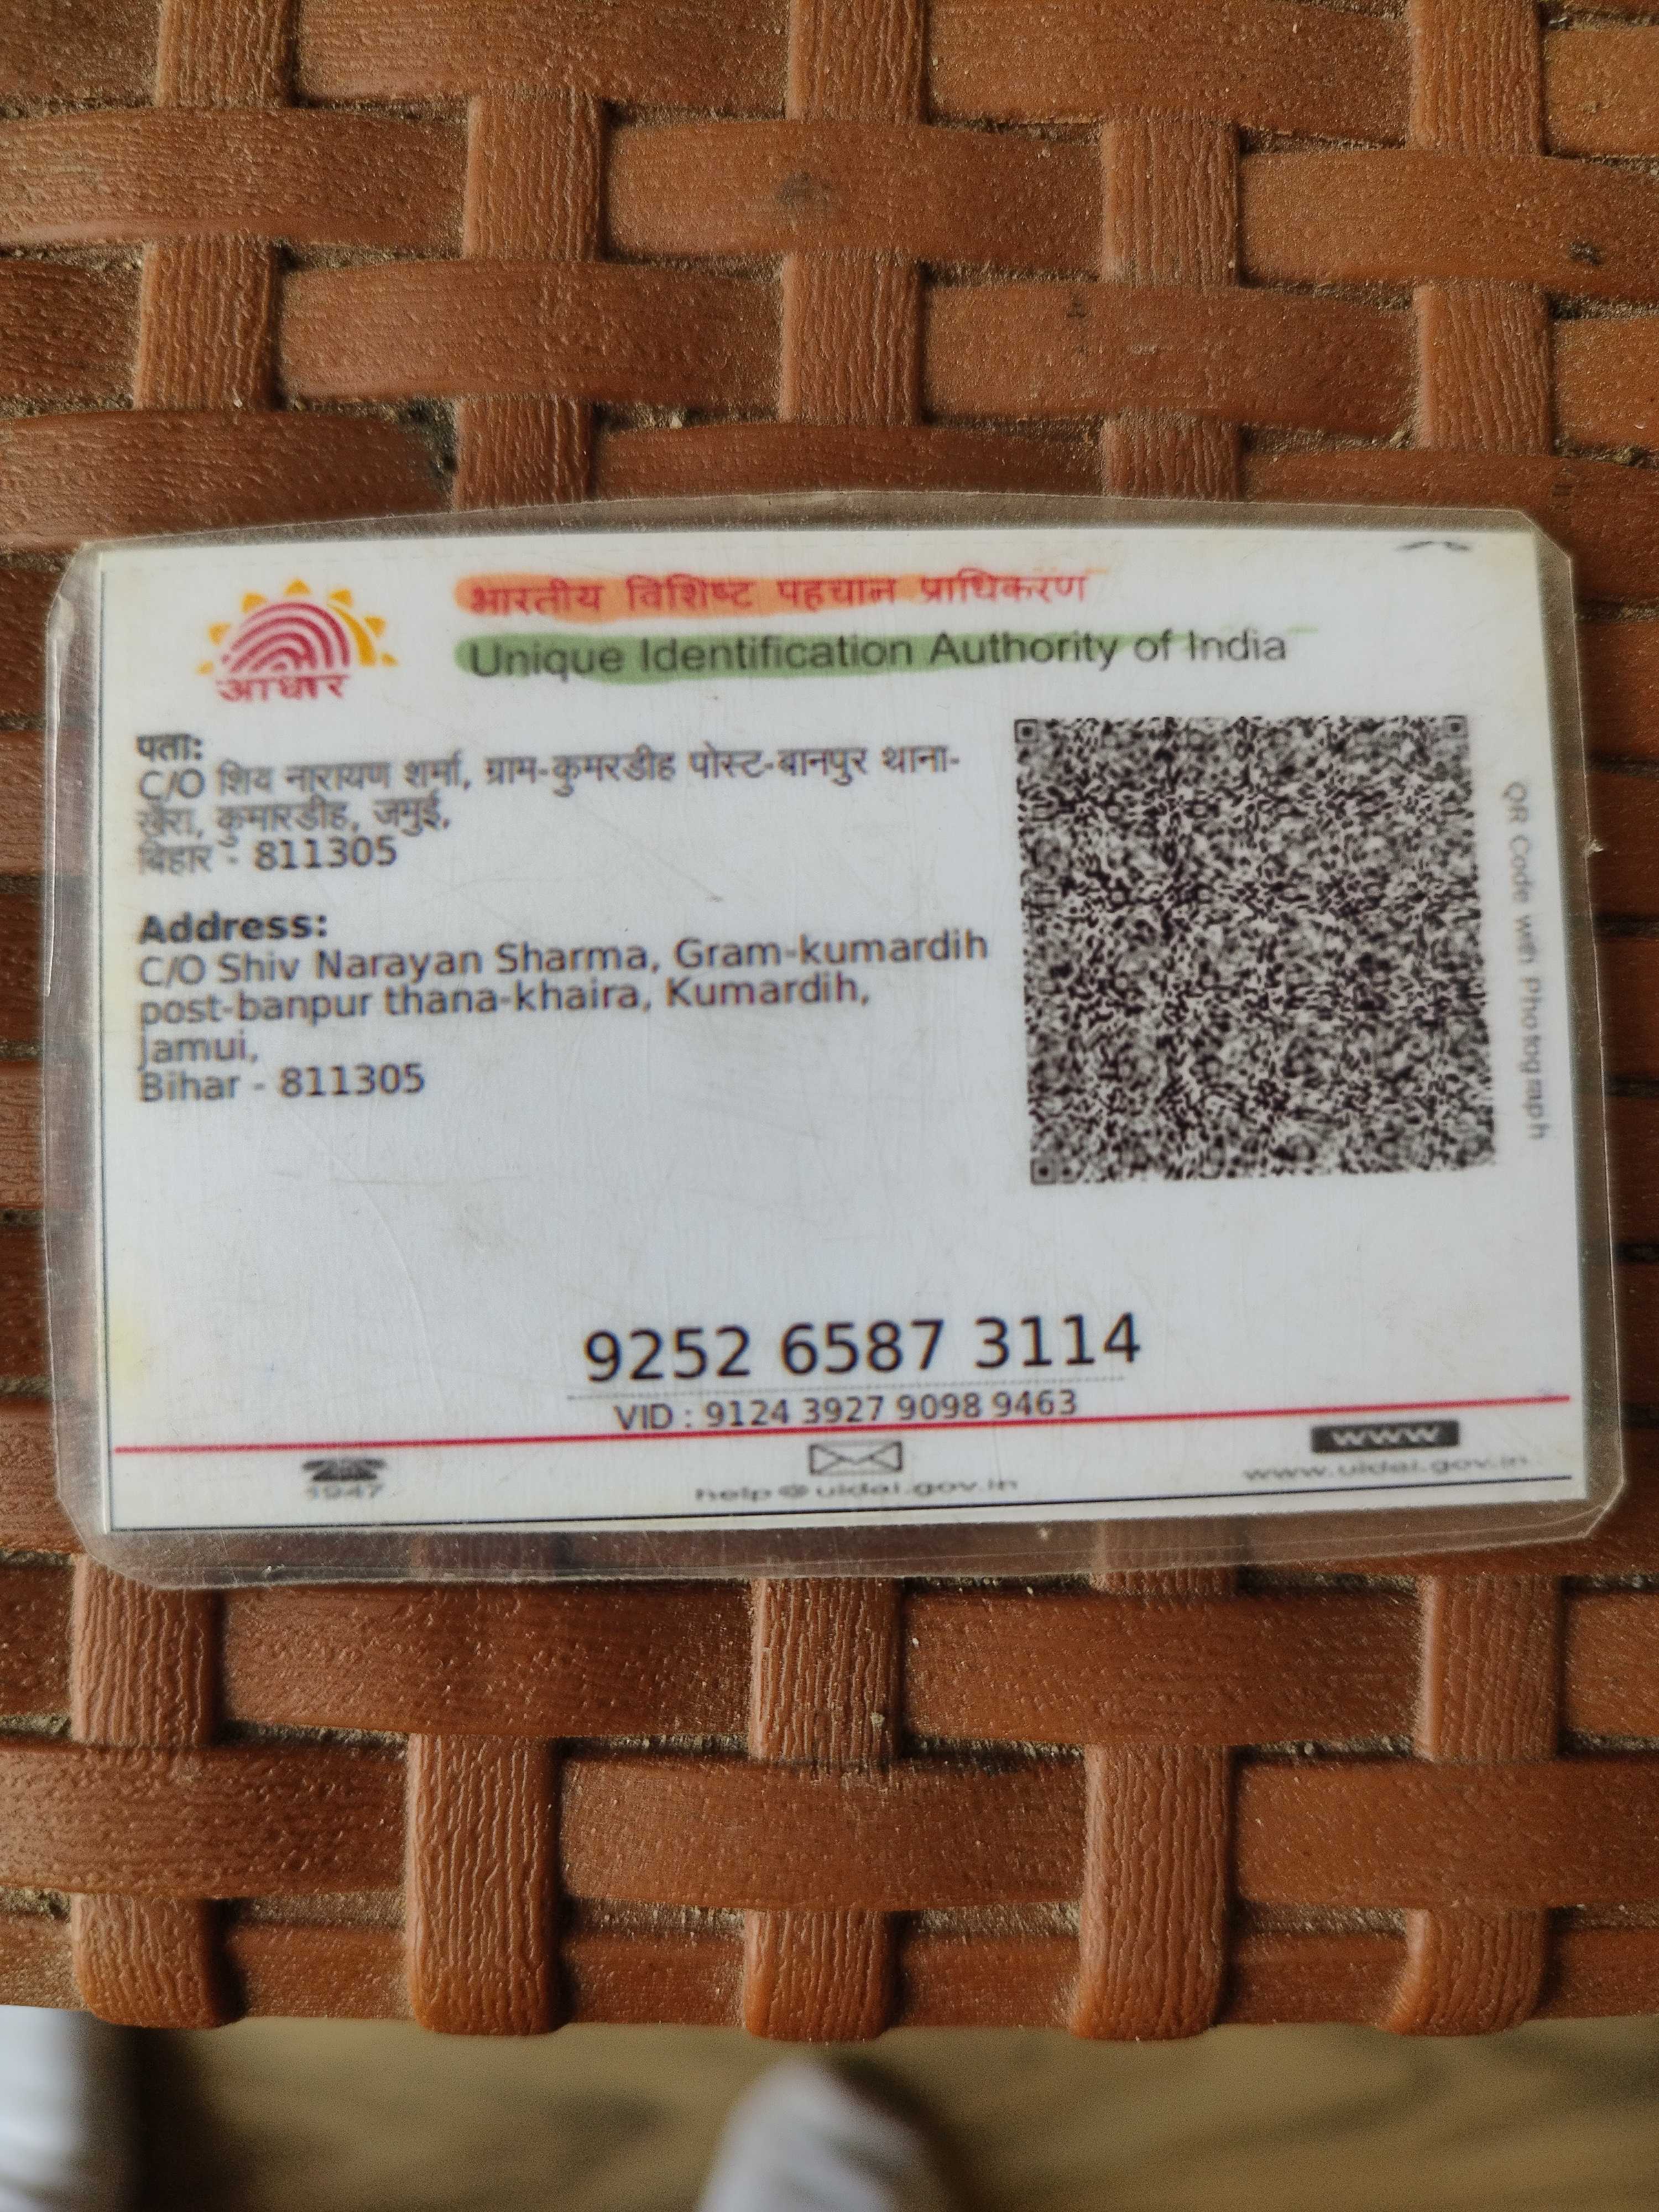 भारतीय विशिष्ट पहचान प्राधिकरण
Unique Identification Authority of India
आधार
पता:
C/O शिव नारायण शर्मा, ग्राम-कुमरडीह पोस्ट-बानपुर थाना-
खैरा, कुमारडीह, जमुई,
बिहार - 811305
Address:
C/O Shiv Narayan Sharma, Gram-kumardih
post-banpur thana-khaira, Kumardih,
Jamui,
Bihar - 811305
QR Code with Photograph
9252 6587 3114
VID : 9124 3927 9098 9463
1947
help@uidai.gov.in
www
www.uidai.gov.in